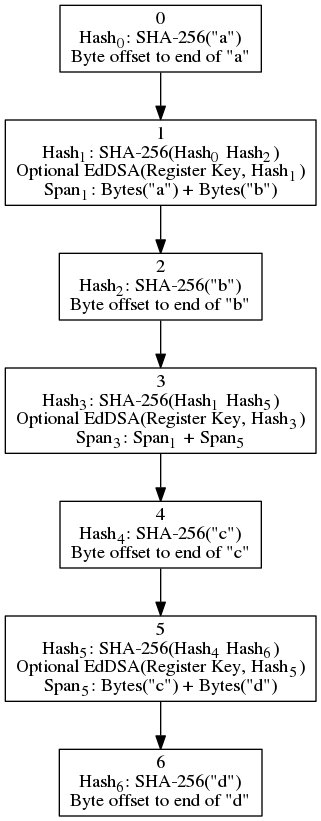 0
Hash₀: SHA-256("a")
Byte offset to end of "a"
1
Hash₁: SHA-256(Hash₀ Hash₂)
Optional EdDSA(Register Key, Hash₁)
Span₁: Bytes("a") + Bytes("b")
2
Hash₂: SHA-256("b")
Byte offset to end of "b"
3
Hash₃: SHA-256(Hash₁ Hash₅)
Optional EdDSA(Register Key, Hash₃)
Span₃: Span₁ + Span₅
4
Hash₄: SHA-256("c")
Byte offset to end of "c"
5
Hash₅: SHA-256(Hash₄ Hash₆)
Optional EdDSA(Register Key, Hash₅)
Span₅: Bytes("c") + Bytes("d")
6
Hash₆: SHA-256("d")
Byte offset to end of "d"